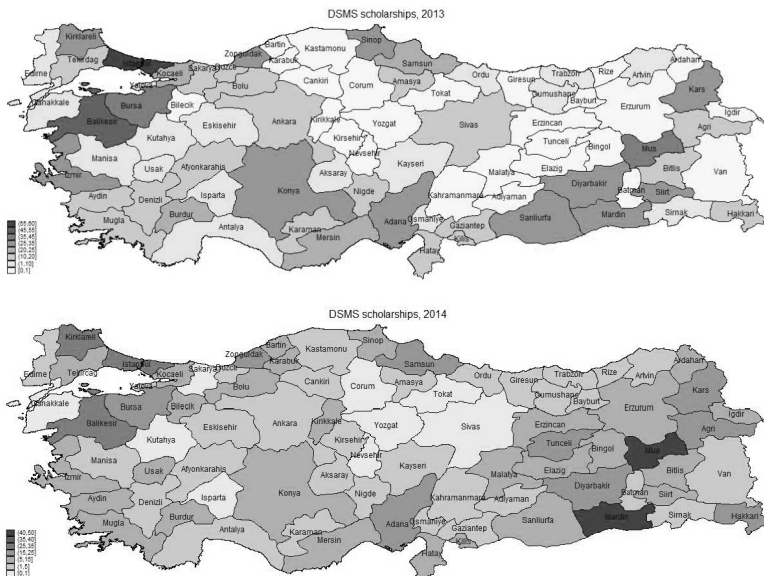 DSMS scholarships, 2013
Kirklareli
Edirne
Tekirdag
Istanbul
Kocaeli
Yalova
Sakarya
Duzce
Zonguldak
Bartin
Karabuk
Kastamonu
Sinop
Samsun
Bolu
Cankiri
Corum
Amasya
Ordu
Tokat
Giresun
Trabzon
Rize
Artvin
Ardahan
Gumushane
Bayburt
Kars
Igdir
Erzurum
Agri
Canakkale
Balikesir
Bursa
Bilecik
Eskisehir
Ankara
Kirikkale
Yozgat
Sivas
Erzincan
Tunceli
Bingol
Mus
Kutahya
Kirsehir
Nevsehir
Kayseri
Malatya
Elazig
Bitlis
Van
Manisa
Usak
Afyonkarahis
Aksaray
Izmir
Isparta
Konya
Nigde
Kahramanmaras
Adiyaman
Diyarbakir
Batman
Siirt
Aydin
Denizli
Burdur
Mugla
Antalya
Karaman
Mersin
Adana
Osmaniye
Gaziantep
Kilis
Hatay
Sanliurfa
Mardin
Sirnak
Hakkari
(55,60]
(45,55]
(25,35]
(20,25]
(10,20]
(1,10]
[0,1]
DSMS scholarships, 2014
Kirklareli
Edirne
Tekirdag
Istanbul
Kocaeli
Yalova
Sakarya
Duzce
Zonguldak
Bartin
Karabuk
Kastamonu
Sinop
Samsun
Bolu
Cankiri
Corum
Amasya
Ordu
Tokat
Giresun
Trabzon
Rize
Artvin
Ardahan
Gumushane
Bayburt
Kars
Igdir
Erzurum
Agri
Canakkale
Balikesir
Bursa
Bilecik
Eskisehir
Ankara
Kirikkale
Yozgat
Sivas
Erzincan
Tunceli
Bingol
Mus
Kutahya
Kirsehir
Nevsehir
Kayseri
Malatya
Elazig
Bitlis
Van
Manisa
Usak
Afyonkarahis
Aksaray
Izmir
Isparta
Konya
Nigde
Kahramanmaras
Adiyaman
Diyarbakir
Batman
Siirt
Aydin
Denizli
Burdur
Mugla
Antalya
Karaman
Mersin
Adana
Osmaniye
Gaziantep
Kilis
Hatay
Sanliurfa
Mardin
Sirnak
Hakkari
(40,50]
(35,40]
(25,35]
(15,25]
(5,15]
(1,5]
[0,1]